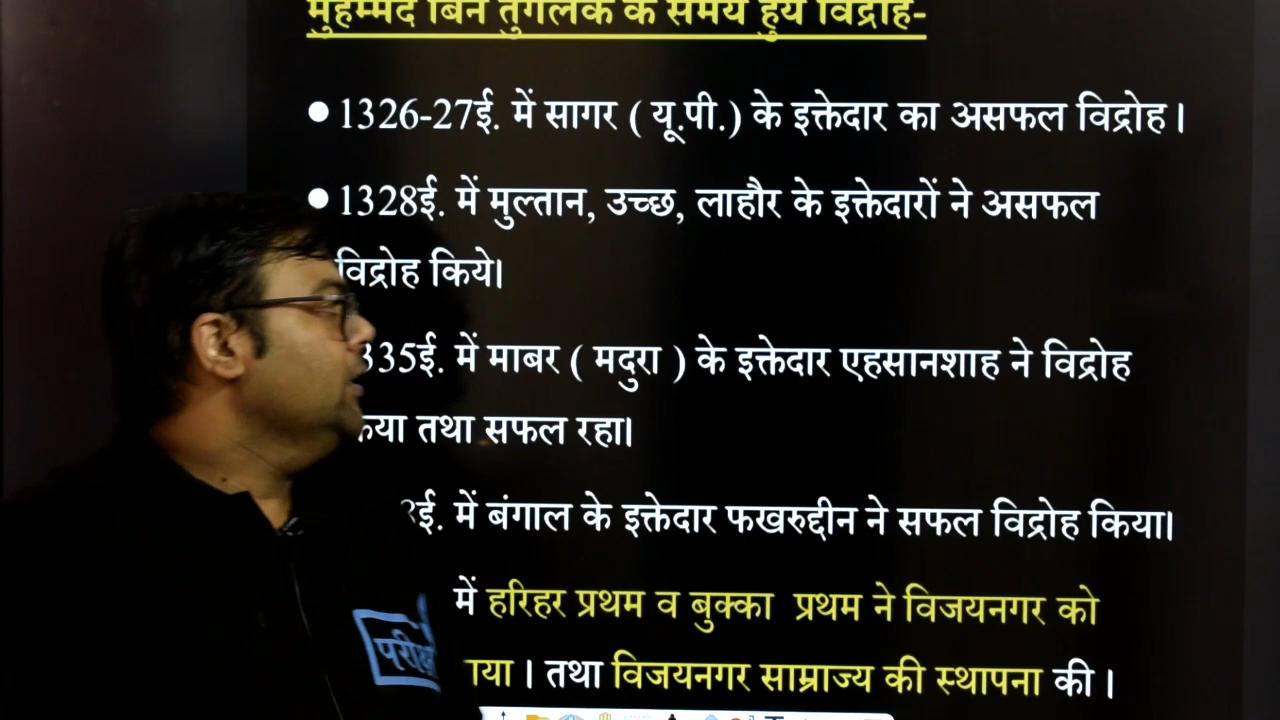 मुहम्मद बिन तुगलक के समय हुये विद्रोह-
● 1326-27ई. में सागर ( यू.पी.) के इक्तेदार का असफल विद्रोह ।
● 1328ई. में मुल्तान, उच्छ, लाहौर के इक्तेदारों ने असफल
विद्रोह किये।
335ई. में माबर ( मदुरा ) के इक्तेदार एहसानशाह ने विद्रोह
तथा सफल रहा।
ई. में बंगाल के इक्तेदार फखरुद्दीन ने सफल विद्रोह किया।
में हरिहर प्रथम व बुक्का प्रथम ने विजयनगर को
। तथा विजयनगर साम्राज्य की स्थापना की ।